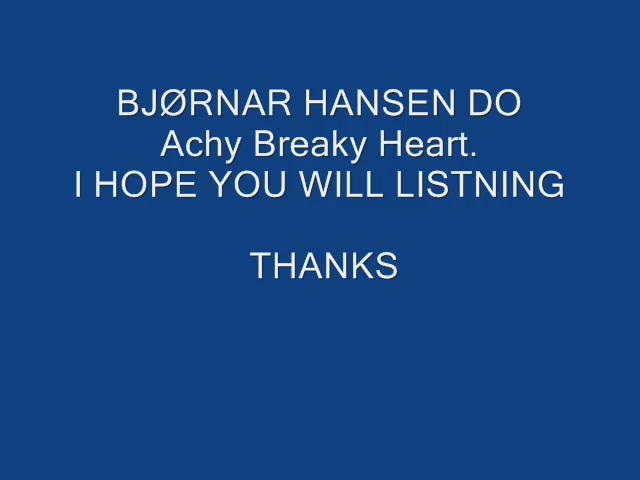 BJØRNAR HANSEN DO
Achy Breaky Heart.
I HOPE YOU WILL LISTNING
THANKS